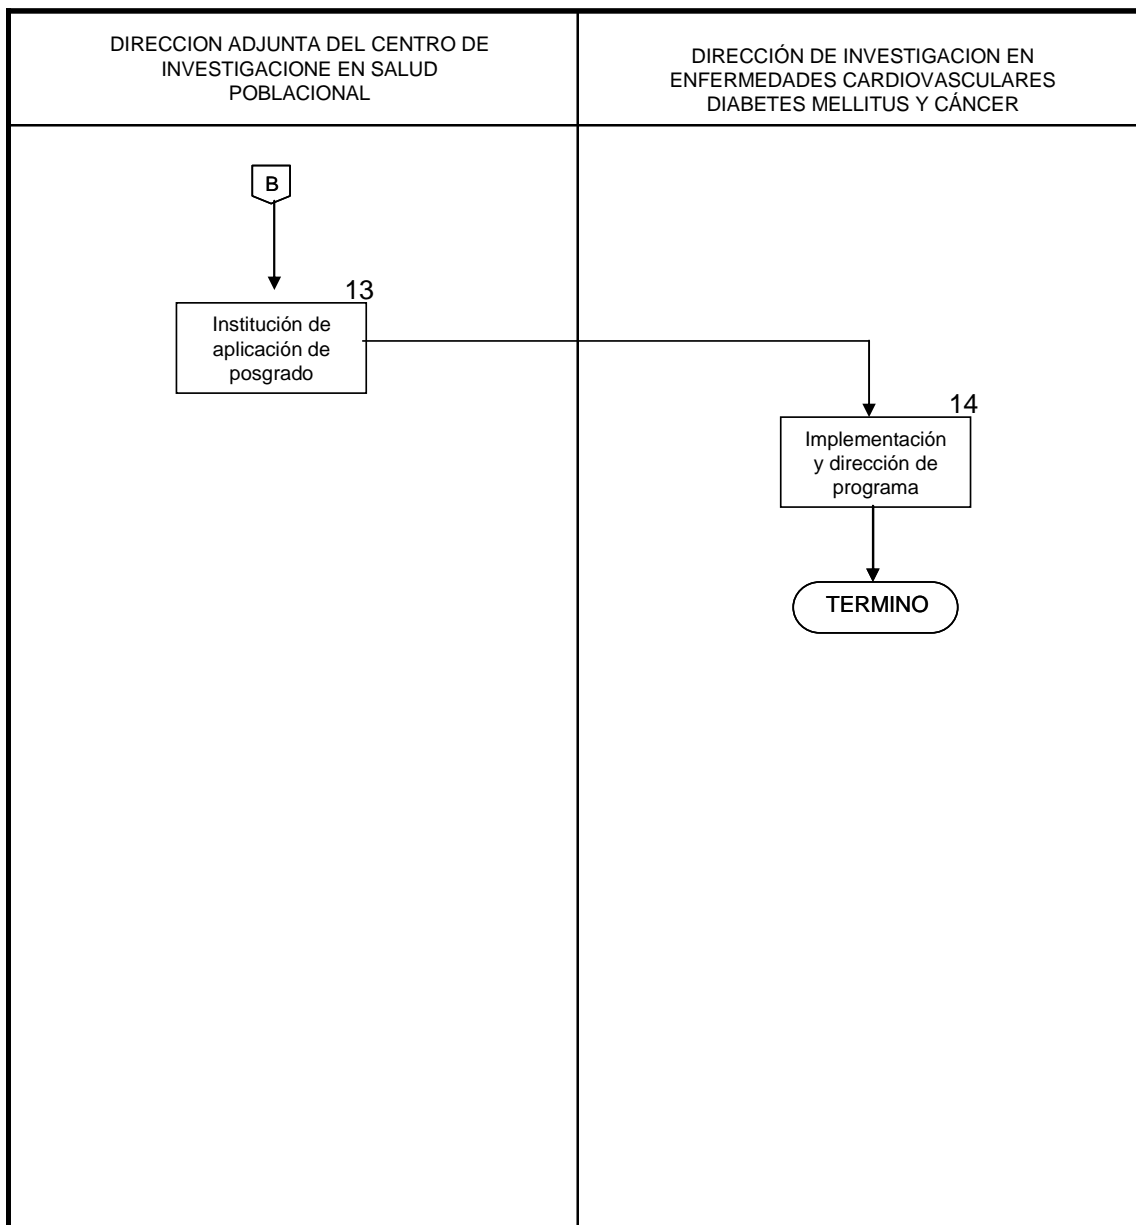 DIRECCION ADJUNTA DEL CENTRO DE
INVESTIGACIONE EN SALUD
POBLACIONAL
DIRECCIÓN DE INVESTIGACION EN
ENFERMEDADES CARDIOVASCULARES
DIABETES MELLITUS Y CÁNCER
B
13
Institución de
aplicación de
posgrado
14
Implementación
y dirección de
programa
TERMINO